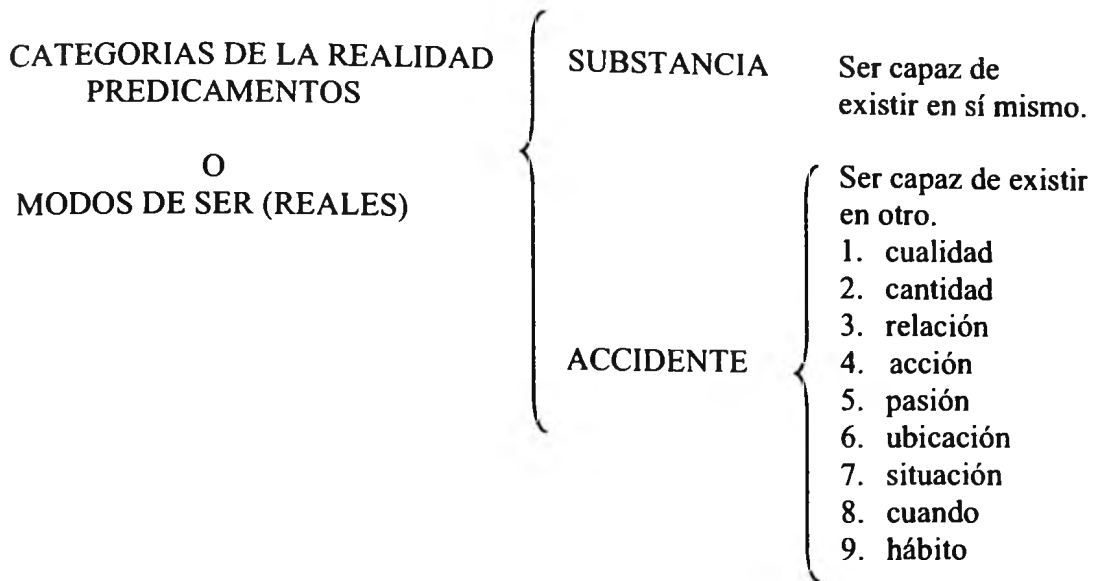 CATEGORIAS DE LA REALIDAD
PREDICAMENTOS
O
MODOS DE SER (REALES)
SUBSTANCIA
Ser capaz de
existir en sí mismo.
ACCIDENTE
Ser capaz de existir
en otro.
1. cualidad
2. cantidad
3. relación
4. acción
5. pasión
6. ubicación
7. situación
8. cuando
9. hábito